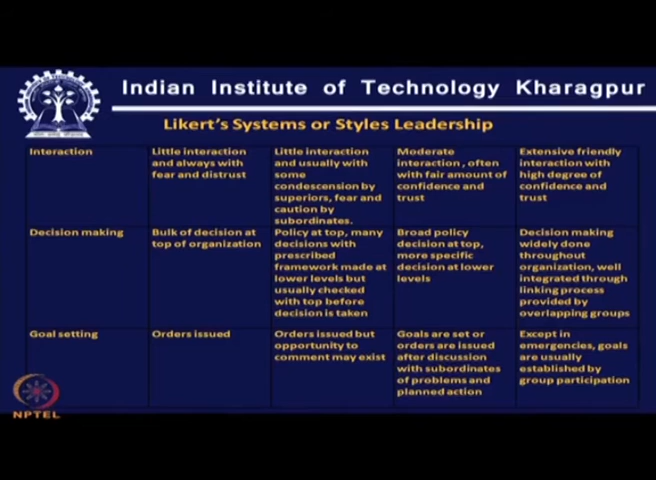 Indian Institute of Technology Kharagpur
Likert's Systems or Styles Leadership
Interaction
Little interaction
and always with
fear and distrust
Little interaction
and usually with
some
condescension by
superiors, fear and
caution by
subordinates.
Moderate
interaction , often
with fair amount of
confidence and
trust
Extensive friendly
interaction with
high degree of
confidence and
trust
Decision making
Bulk of decision at
top of organization
Policy at top, many
decisions with
prescribed
framework made at
lower levels but
usually checked
with top before
decision is taken
Broad policy
decision at top,
more specific
decision at lower
levels
Decision making
widely done
throughout
organization, well
integrated through
linking process
provided by
overlapping groups
Goal setting
Orders issued
Orders issued but
opportunity to
comment may exist
Goals are set or
orders are issued
after discussion
with subordinates
of problems and
planned action
Except in
emergencies, goals
are usually
established by
group participation
NPTEL